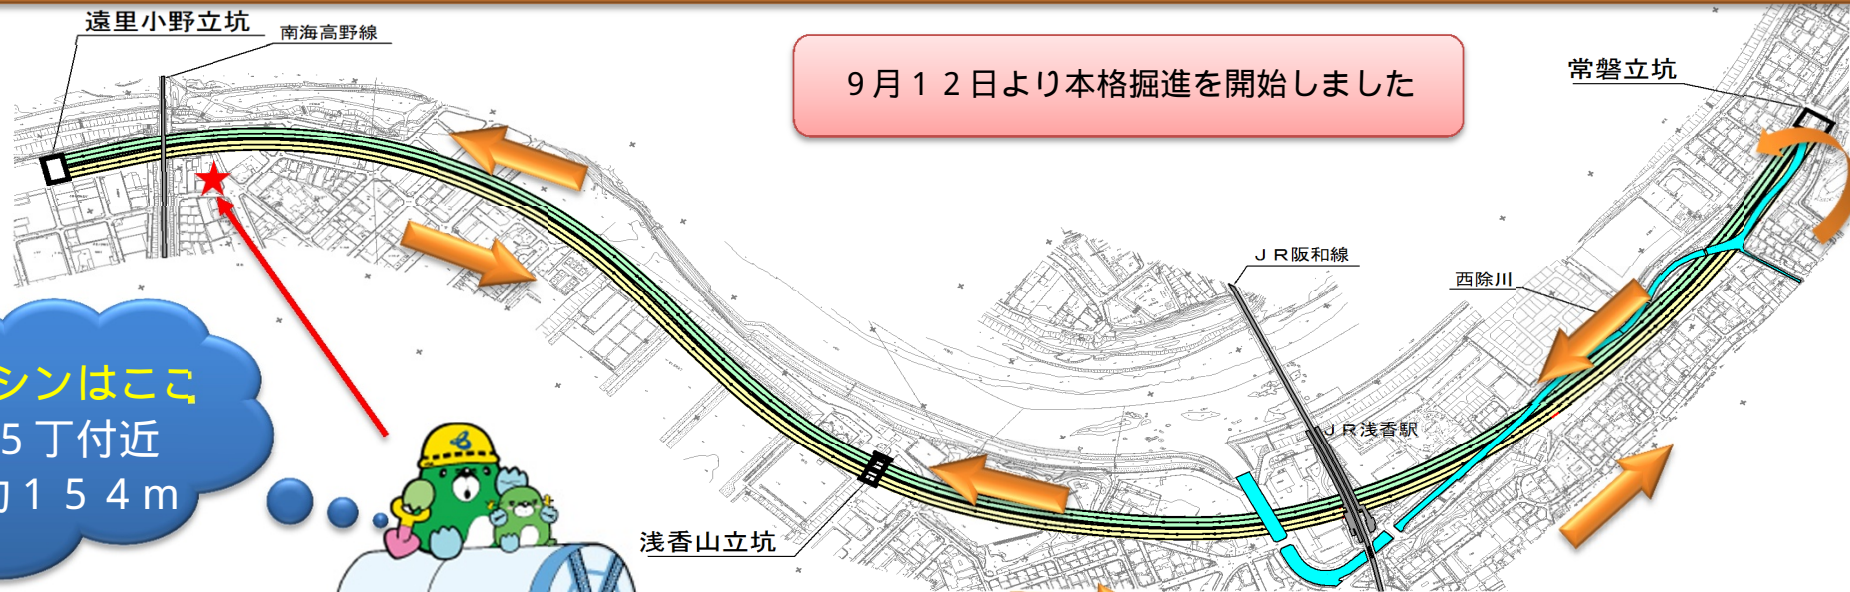 遠里小野立坑
南海高野線
９月１２日より本格掘進を開始しました
常磐立坑
ＪＲ阪和線
西除川
ＪＲ浅香駅
シンはここ
５丁付近
１５４ｍ
浅香山立坑